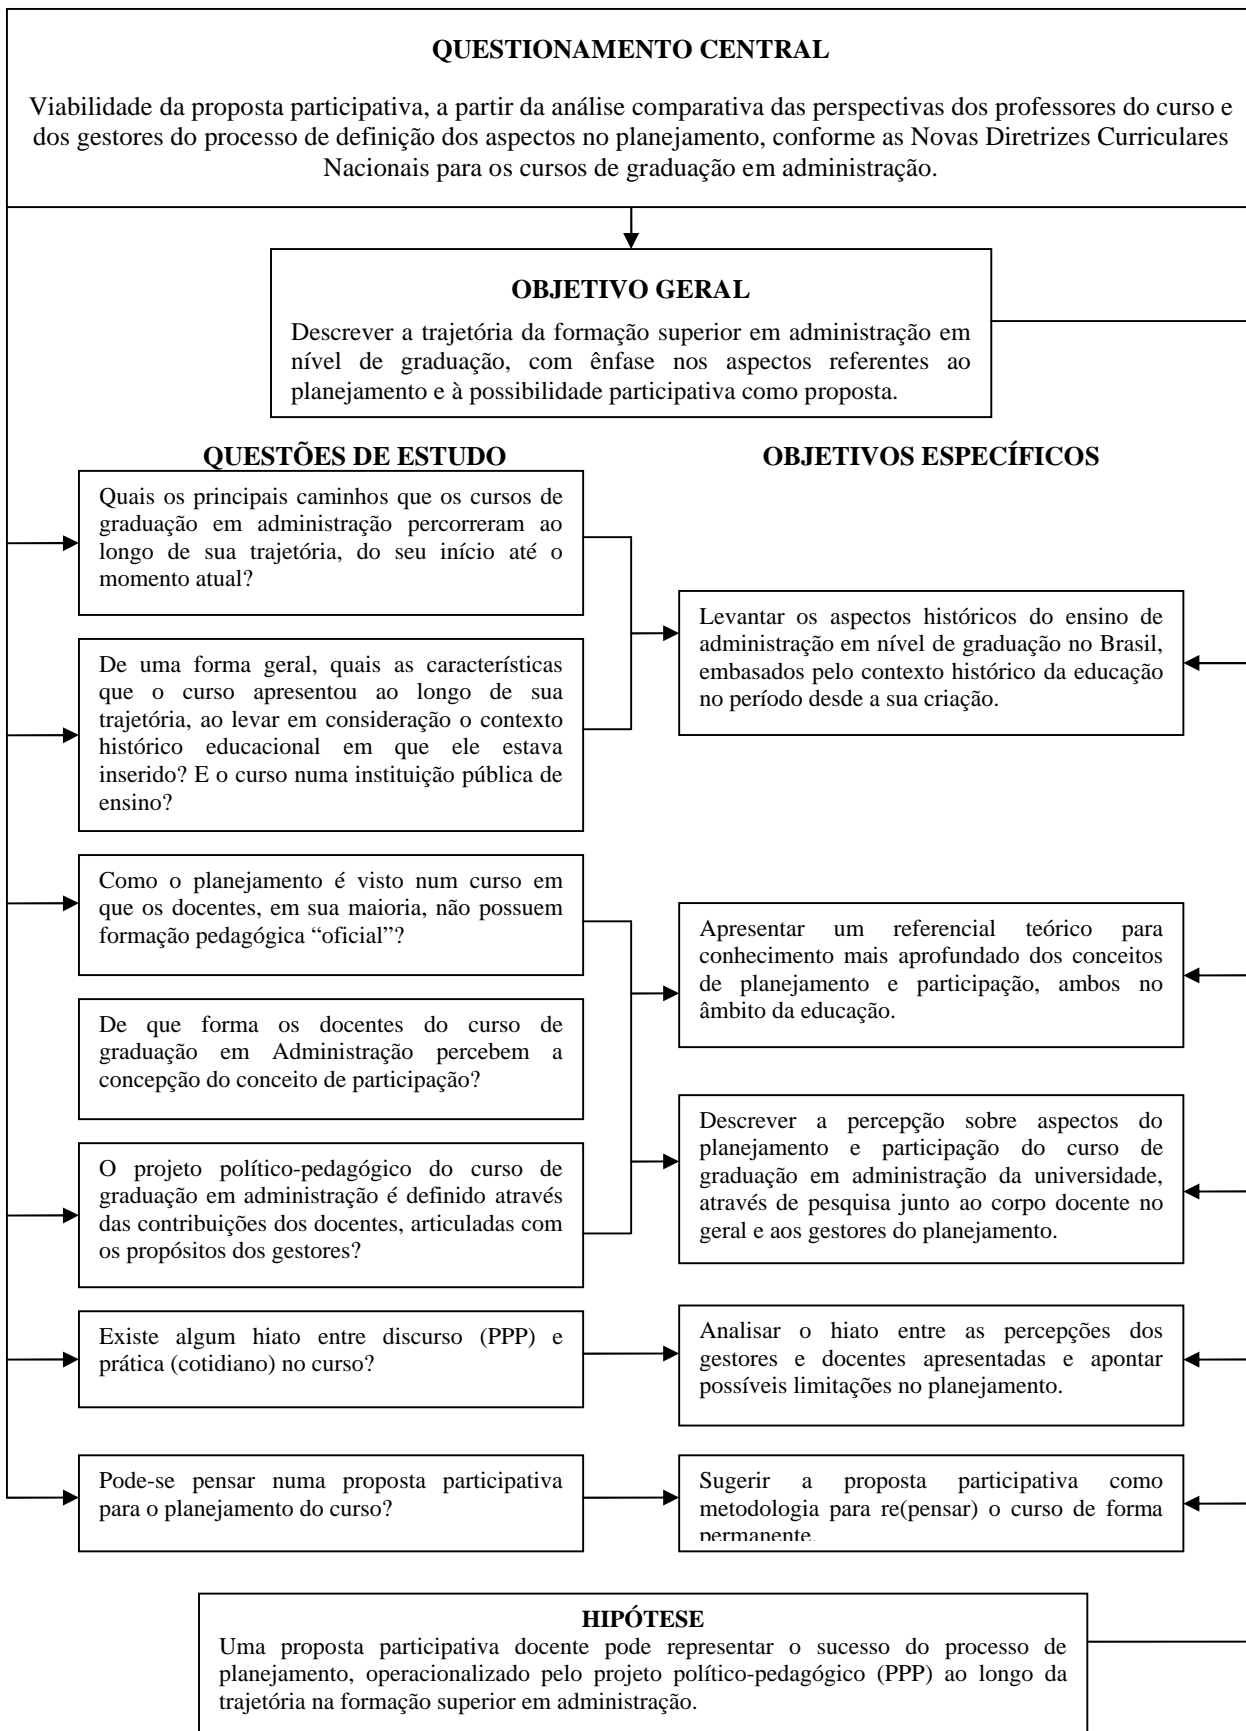 QUESTIONAMENTO CENTRAL
Viabilidade da proposta participativa, a partir da análise comparativa das perspectivas dos professores do curso e
dos gestores do processo de definição dos aspectos no planejamento, conforme as Novas Diretrizes Curriculares
Nacionais para os cursos de graduação em administração.
OBJETIVO GERAL
Descrever a trajetória da formação superior em administração em
nível de graduação, com ênfase nos aspectos referentes ao
planejamento e à possibilidade participativa como proposta.
QUESTÕES DE ESTUDO
Quais os principais caminhos que os cursos de
graduação em administração percorreram ao
longo de sua trajetória, do seu início até o
momento atual?
De uma forma geral, quais as características
que o curso apresentou ao longo de sua
trajetória, ao levar em consideração o contexto
histórico educacional em que ele estava
inserido? E o curso numa instituição pública de
ensino?
Como o planejamento é visto num curso em
que os docentes, em sua maioria, não possuem
formação pedagógica “oficial”?
De que forma os docentes do curso de
graduação em Administração percebem a
concepção do conceito de participação?
O projeto político-pedagógico do curso de
graduação em administração é definido através
das contribuições dos docentes, articuladas com
os propósitos dos gestores?
Existe algum hiato entre discurso (PPP) e
prática (cotidiano) no curso?
Pode-se pensar numa proposta participativa
para o planejamento do curso?
OBJETIVOS ESPECÍFICOS
Levantar os aspectos históricos do ensino de
administração em nível de graduação no Brasil,
embasados pelo contexto histórico da educação
no período desde a sua criação.
Apresentar um referencial teórico para
conhecimento mais aprofundado dos conceitos
de planejamento e participação, ambos no
âmbito da educação.
Descrever a percepção sobre aspectos do
planejamento e participação do curso de
graduação em administração da universidade,
através de pesquisa junto ao corpo docente no
geral e aos gestores do planejamento.
Analisar o hiato entre as percepções dos
gestores e docentes apresentadas e apontar
possíveis limitações no planejamento.
Sugerir a proposta participativa como
metodologia para re(pensar) o curso de forma
permanente.
HIPÓTESE
Uma proposta participativa docente pode representar o sucesso do processo de
planejamento, operacionalizado pelo projeto político-pedagógico (PPP) ao longo da
trajetória na formação superior em administração.